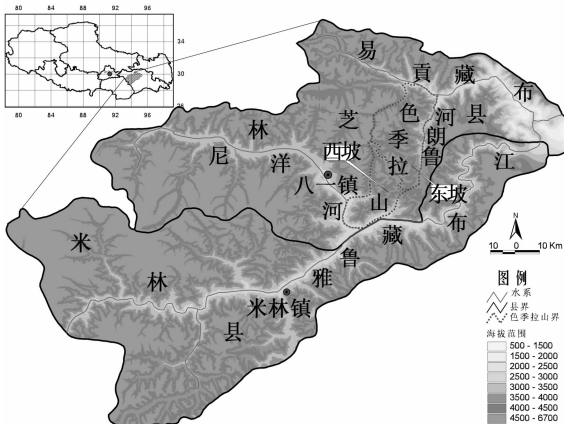 80 84 88 92 96
34
30
26
80 84 88 92 96
易 貢 藏 布
林 芝 县
尼 洋 河
色季拉山
鲁朗河
西坡
八一镇
东坡
雅鲁藏布江
米林县
米林镇
N
10 0 10 Km
图例
水系
县界
色季拉山界
海拔范围
500 - 1500
1500 - 2000
2000 - 2500
2500 - 3000
3000 - 3500
3500 - 4000
4000 - 4500
4500 - 6700